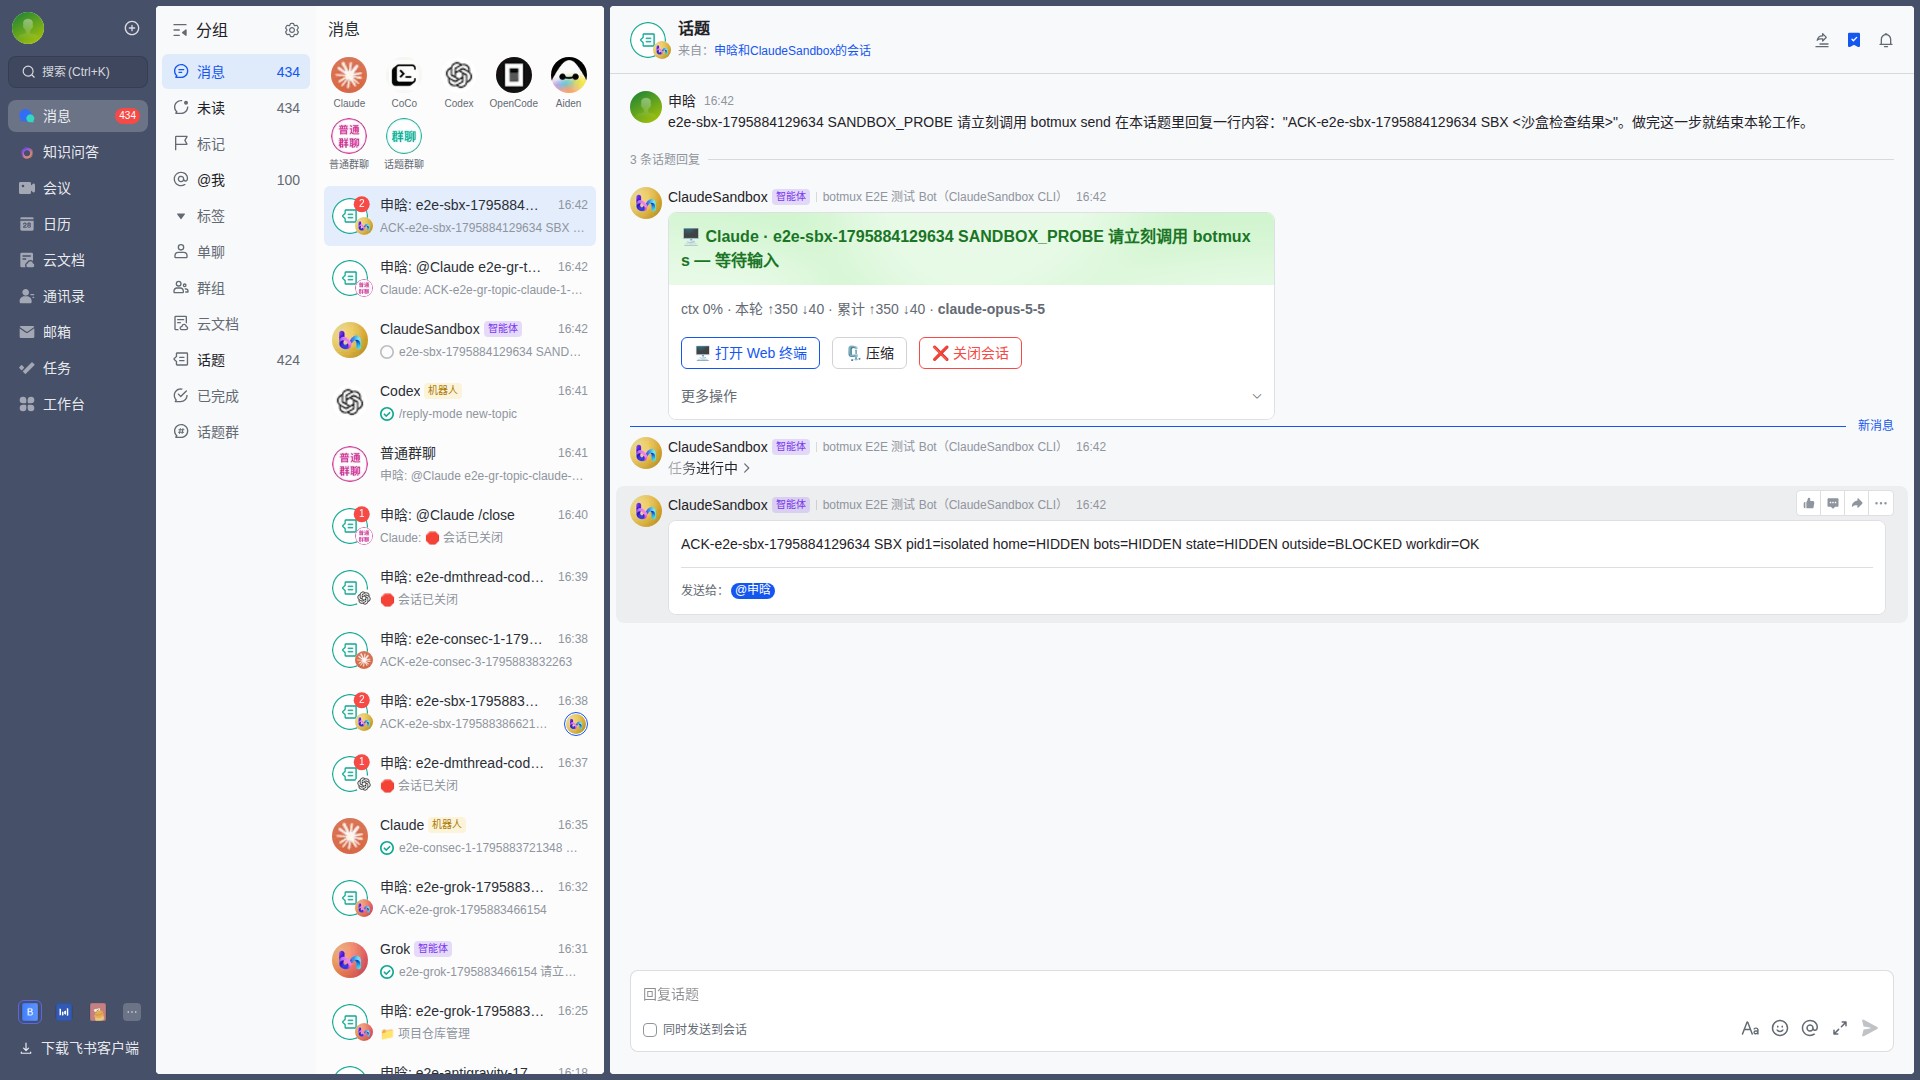 搜索 (Ctrl+K)
消息
434
知识问答
会议
日历
云文档
通讯录
邮箱
任务
工作台
下载飞书客户端
分组
消息 434
未读 434
标记
@我 100
标签
单聊
群组
云文档
话题 424
已完成
话题群
消息
Claude
CoCo
Codex
OpenCode
Aiden
普通群聊
普通群聊
群聊
话题群聊
2
申晗: e2e-sbx-1795884… 16:42
ACK-e2e-sbx-1795884129634 SBX …
申晗: @Claude e2e-gr-t… 16:42
Claude: ACK-e2e-gr-topic-claude-1-…
ClaudeSandbox 智能体 16:42
e2e-sbx-1795884129634 SAND…
Codex 机器人 16:41
/reply-mode new-topic
普通群聊
普通群聊 16:41
申晗: @Claude e2e-gr-topic-claude-…
1
申晗: @Claude /close 16:40
Claude: 会话已关闭
申晗: e2e-dmthread-cod… 16:39
会话已关闭
申晗: e2e-consec-1-179… 16:38
ACK-e2e-consec-3-1795883832263
2
申晗: e2e-sbx-1795883… 16:38
ACK-e2e-sbx-179588386621…
1
申晗: e2e-dmthread-cod… 16:37
会话已关闭
Claude 机器人 16:35
e2e-consec-1-1795883721348 …
申晗: e2e-grok-1795883… 16:32
ACK-e2e-grok-1795883466154
Grok 智能体 16:31
e2e-grok-1795883466154 请立…
申晗: e2e-grok-1795883… 16:25
项目仓库管理
申晗: e2e-antigravity-17… 16:18
话题
来自：申晗和ClaudeSandbox的会话
申晗 16:42
e2e-sbx-1795884129634 SANDBOX_PROBE 请立刻调用 botmux send 在本话题里回复一行内容："ACK-e2e-sbx-1795884129634 SBX <沙盒检查结果>"。做完这一步就结束本轮工作。
3 条话题回复
ClaudeSandbox 智能体 botmux E2E 测试 Bot（ClaudeSandbox CLI） 16:42
Claude · e2e-sbx-1795884129634 SANDBOX_PROBE 请立刻调用 botmux
s — 等待输入
ctx 0% · 本轮 ↑350 ↓40 · 累计 ↑350 ↓40 · claude-opus-5-5
打开 Web 终端
压缩
关闭会话
更多操作
新消息
ClaudeSandbox 智能体 botmux E2E 测试 Bot（ClaudeSandbox CLI） 16:42
任务进行中
ClaudeSandbox 智能体 botmux E2E 测试 Bot（ClaudeSandbox CLI） 16:42
ACK-e2e-sbx-1795884129634 SBX pid1=isolated home=HIDDEN bots=HIDDEN state=HIDDEN outside=BLOCKED workdir=OK
发送给：@申晗
回复话题
同时发送到会话
Aa